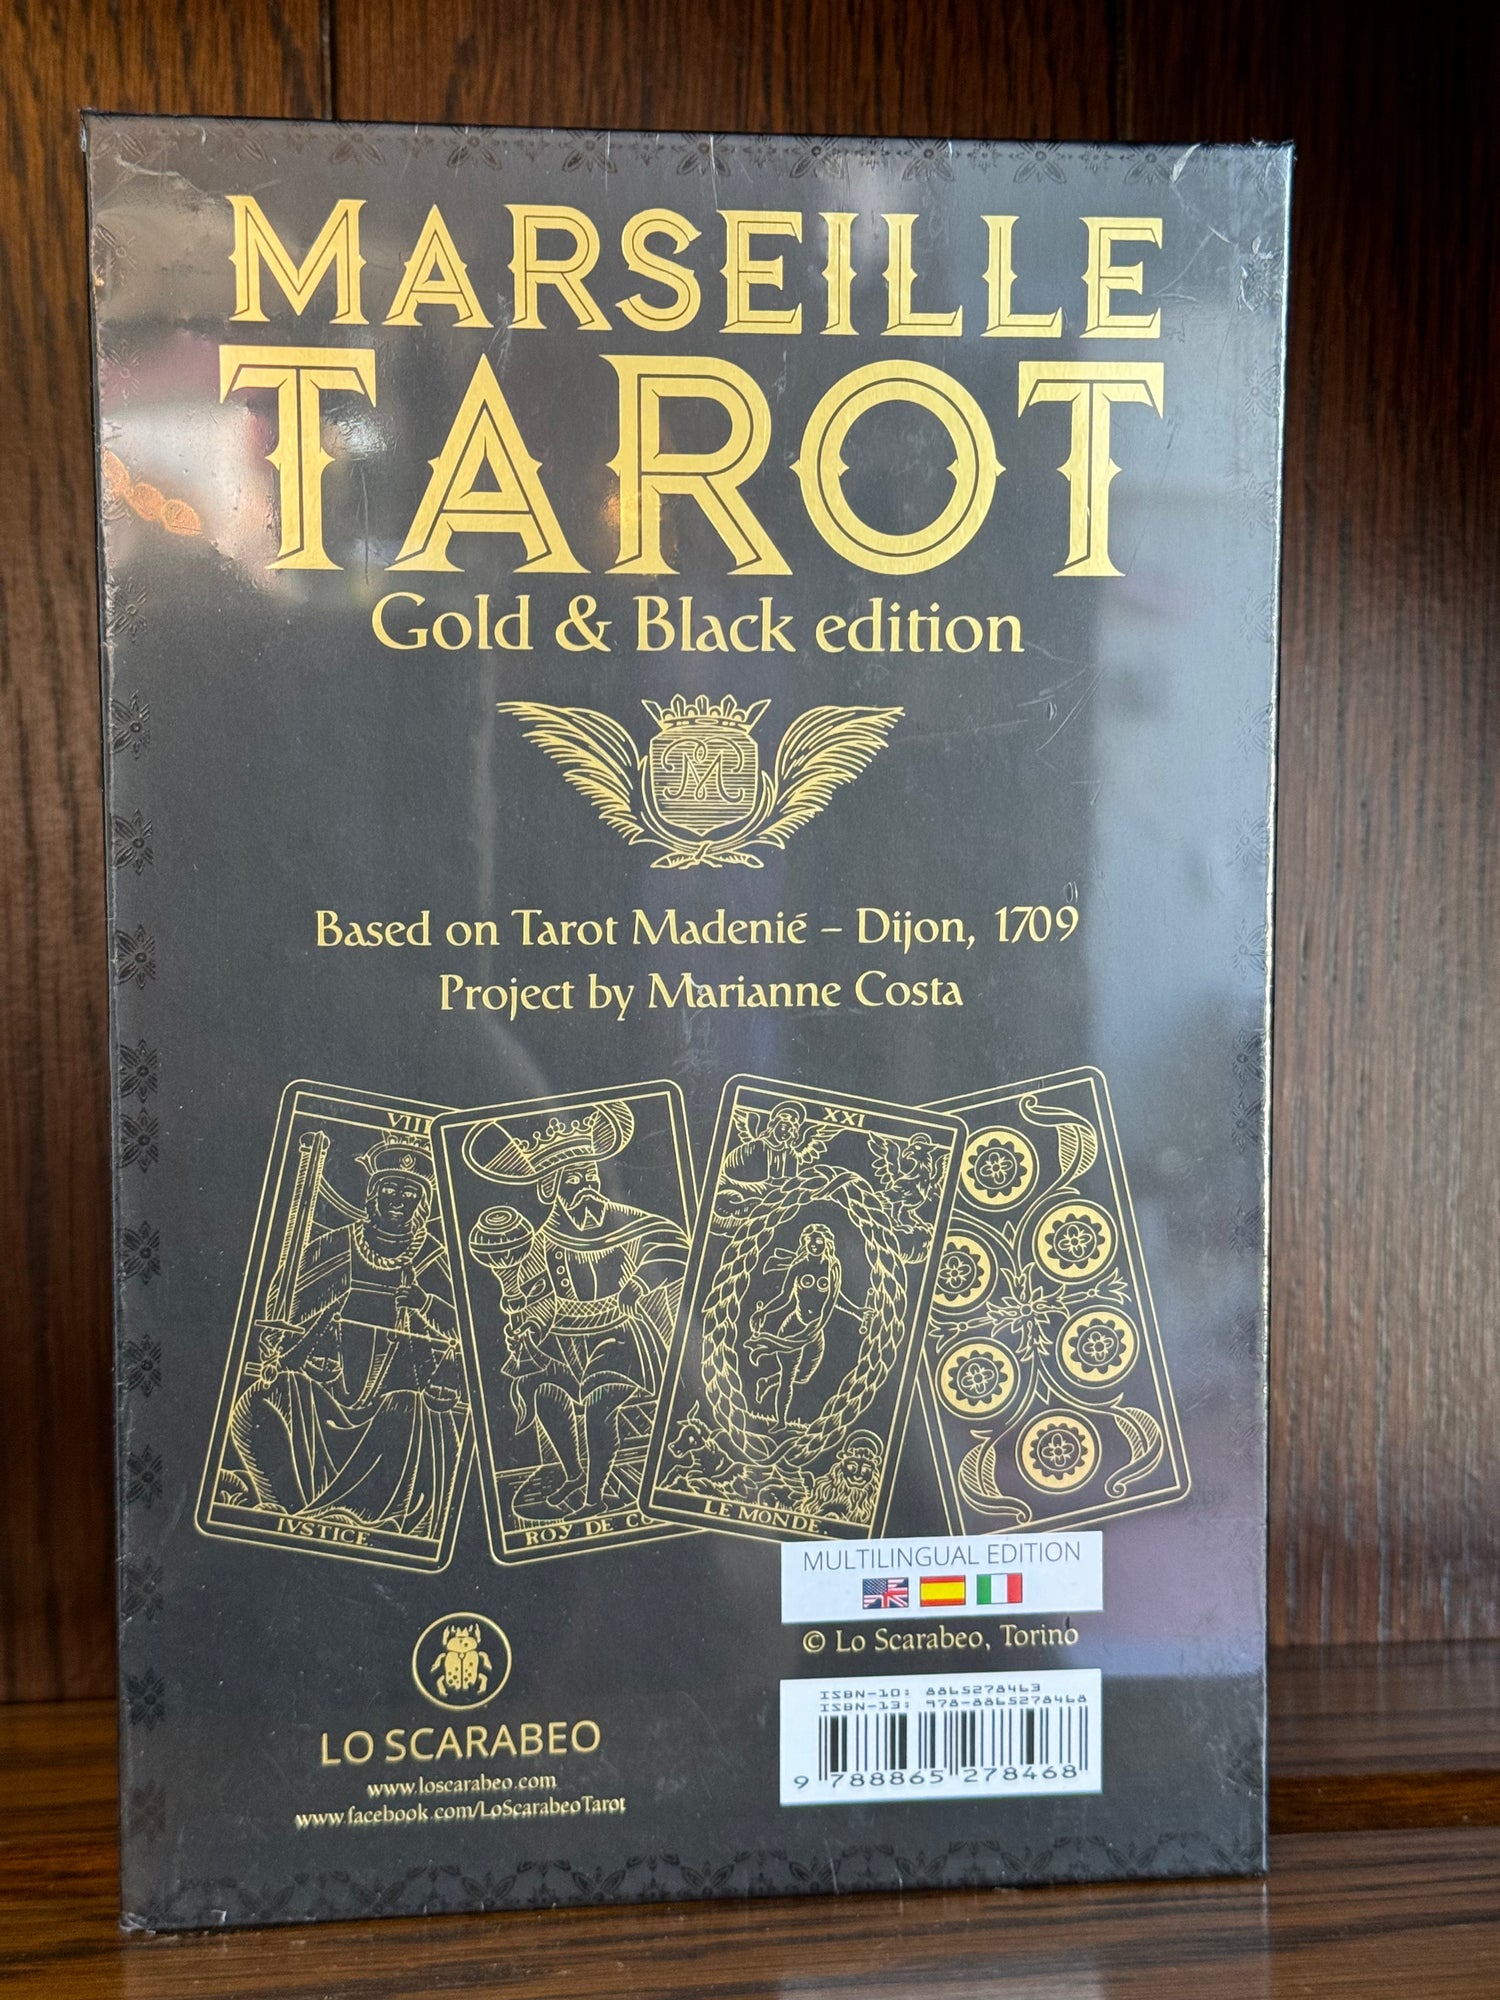 MARSEILLE
TAROT
Gold & Black edition
M
Based on Tarot Madenié – Dijon, 1709
Project by Marianne Costa
VIII
XXI
IVSTICE.
ROY DE CO
LE MONDE.
MULTILINGUAL EDITION
© Lo Scarabeo, Torino
LO SCARABEO
www.loscarabeo.com
www.facebook.com/LoScarabeoTarot
ISBN-10: 8865278463
ISBN-13: 978-8865278468
9 788865 278468